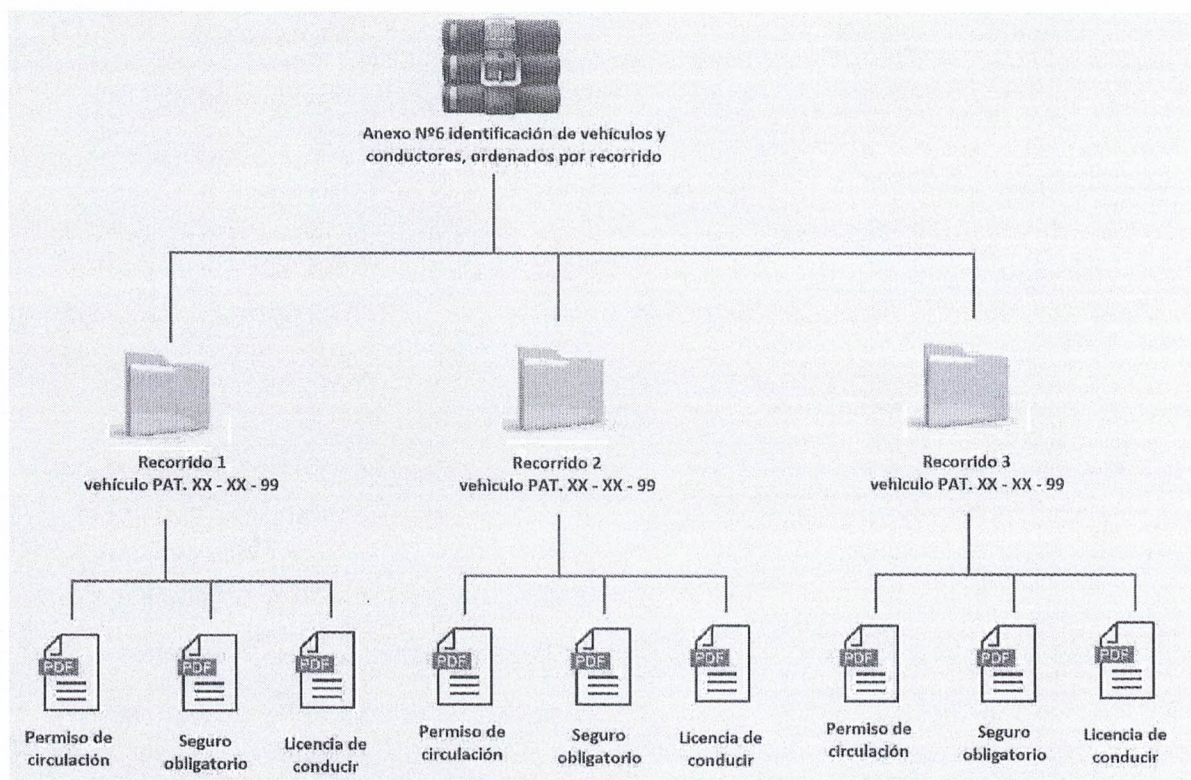 Anexo Nº6 identificación de vehículos y
conductores, ordenados por recorrido
Recorrido 1
vehículo PAT. XX - XX - 99
Recorrido 2
vehiculo PAT. XX - XX - 99
Recorrido 3
vehiculo PAT. XX - XX - 99
PDF
Permiso de
circulación
PDF
Seguro
obligatorio
PDF
Licencia de
conducir
PDF
Permiso de
circulación
PDF
Seguro
obligatorio
PDF
Licencia de
conducir
PDF
Permiso de
circulación
PDF
Seguro
obligatorio
PDF
Licencia de
conducir